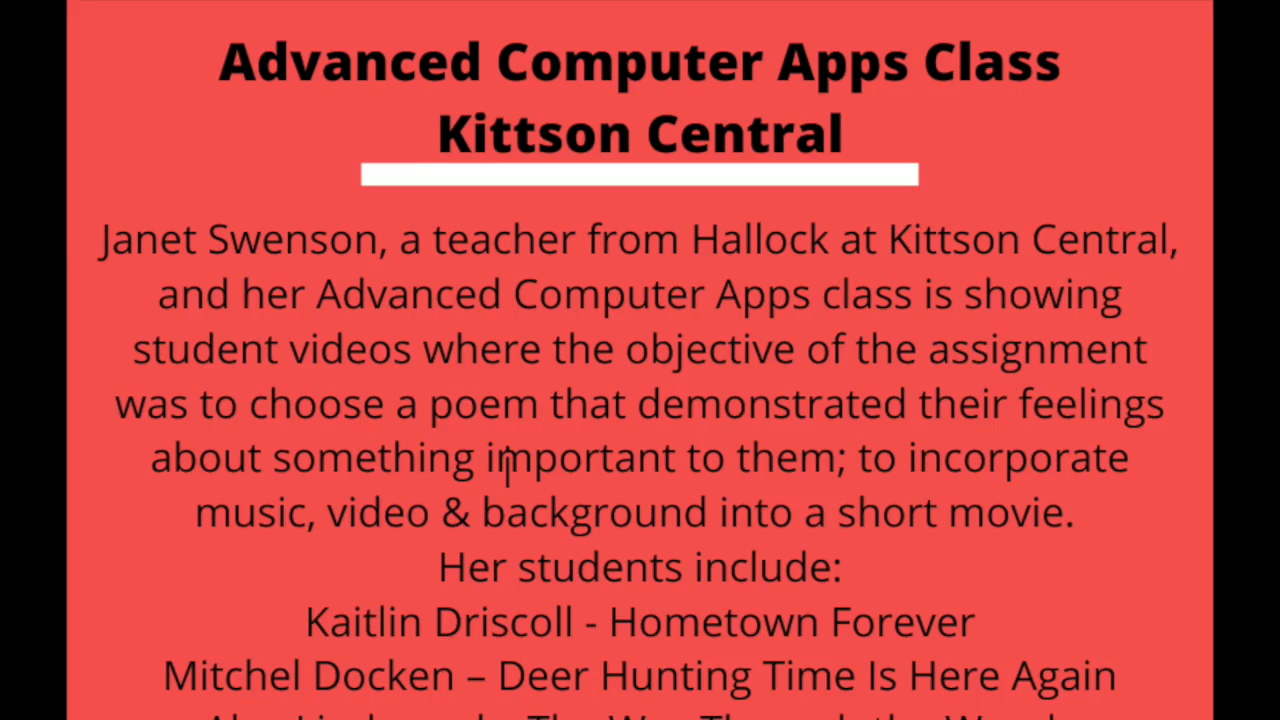 Advanced Computer Apps Class
Kittson Central
Janet Swenson, a teacher from Hallock at Kittson Central,
and her Advanced Computer Apps class is showing
student videos where the objective of the assignment
was to choose a poem that demonstrated their feelings
about something important to them; to incorporate
music, video & background into a short movie.
Her students include:
Kaitlin Driscoll - Hometown Forever
Mitchel Docken – Deer Hunting Time Is Here Again